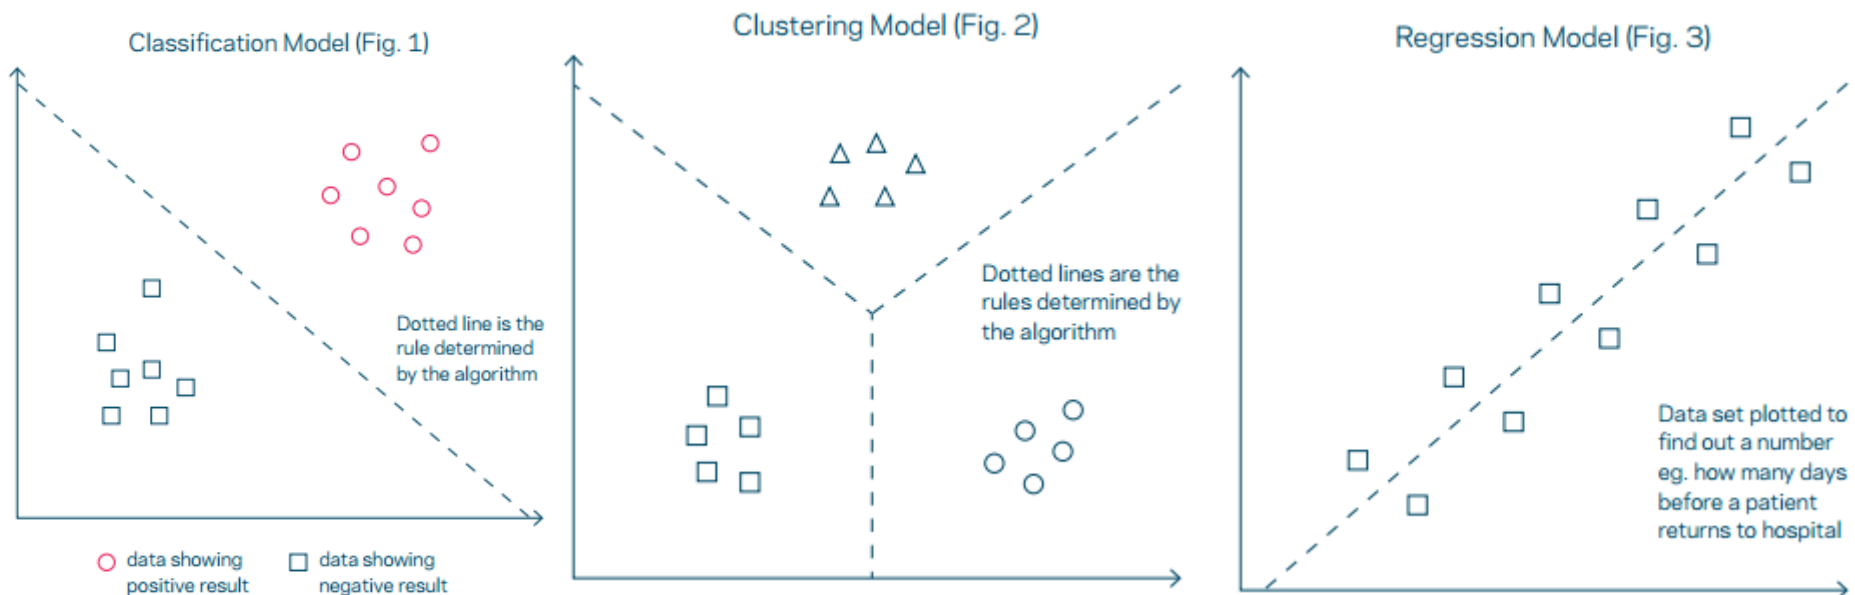 Classification Model (Fig. 1)
Dotted line is the
rule determined
by the algorithm
data showing
positive result
data showing
negative result
Clustering Model (Fig. 2)
Dotted lines are the
rules determined by
the algorithm
Regression Model (Fig. 3)
Data set plotted to
find out a number
eg. how many days
before a patient
returns to hospital